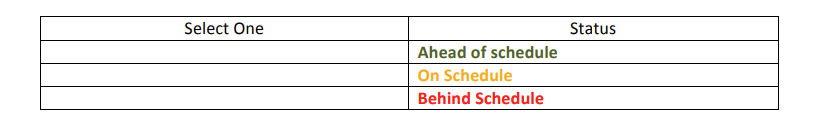 Select One Status
Ahead of schedule
On Schedule
Behind Schedule